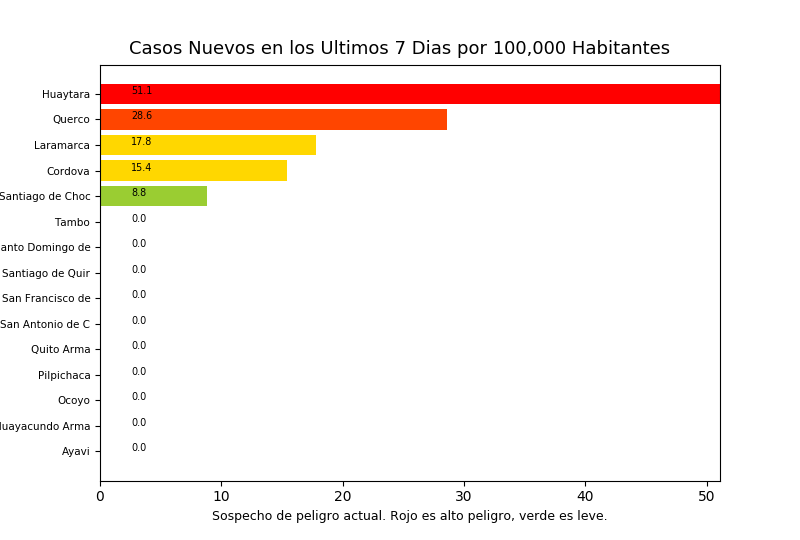 Casos Nuevos en los Ultimos 7 Dias por 100,000 Habitantes
Huaytara 51.1
Querco 28.6
Laramarca 17.8
Cordova 15.4
Santiago de Choc 8.8
Tambo 0.0
anto Domingo de 0.0
Santiago de Quir 0.0
San Francisco de 0.0
San Antonio de C 0.0
Quito Arma 0.0
Pilpichaca 0.0
Ocoyo 0.0
Huayacundo Arma 0.0
Ayavi 0.0
0 10 20 30 40 50
Sospecho de peligro actual. Rojo es alto peligro, verde es leve.